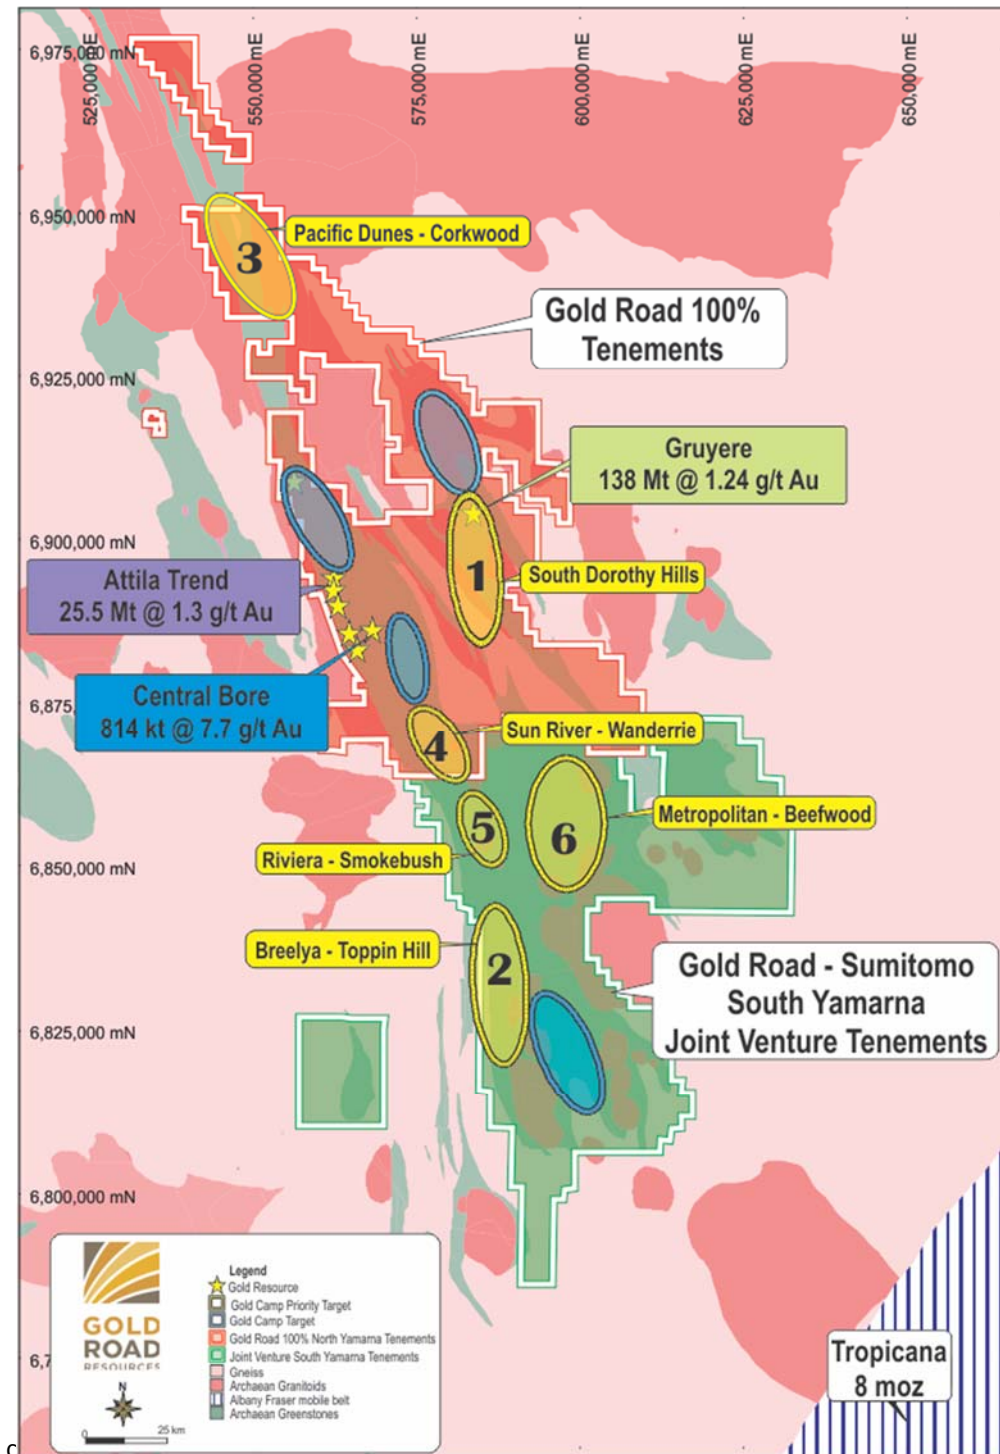 525,000 mE
550,000 mE
575,000 mE
600,000 mE
625,000 mE
650,000 mE
6,975,000 mN
6,950,000 mN
3
Pacific Dunes - Corkwood
Gold Road 100%
Tenements
6,925,000 mN
Gruyere
138 Mt @ 1.24 g/t Au
6,900,000 mN
1
South Dorothy Hills
Attila Trend
25.5 Mt @ 1.3 g/t Au
Central Bore
814 kt @ 7.7 g/t Au
6,875
4
Sun River - Wanderrie
5
6
Metropolitan - Beefwood
Riviera - Smokebush
6,850,000 mN
Breelya - Toppin Hill
2
Gold Road - Sumitomo
South Yamarna
Joint Venture Tenements
6,825,000 mN
6,800,000 mN
6,7
Tropicana
8 moz
GOLD
ROAD
RESOURCES
N
0 25 km
Legend
Gold Resource
Gold Camp Priority Target
Gold Camp Target
Gold Road 100% North Yamarna Tenements
Joint Venture South Yamarna Tenements
Gneiss
Archaean Granitoids
Albany Fraser mobile belt
Archaean Greenstones
c